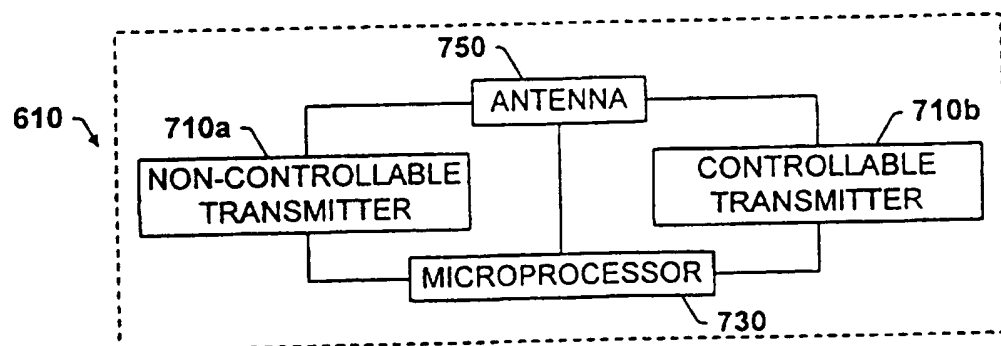 750
ANTENNA
610
710a
710b
NON-CONTROLLABLE
TRANSMITTER
CONTROLLABLE
TRANSMITTER
MICROPROCESSOR
730